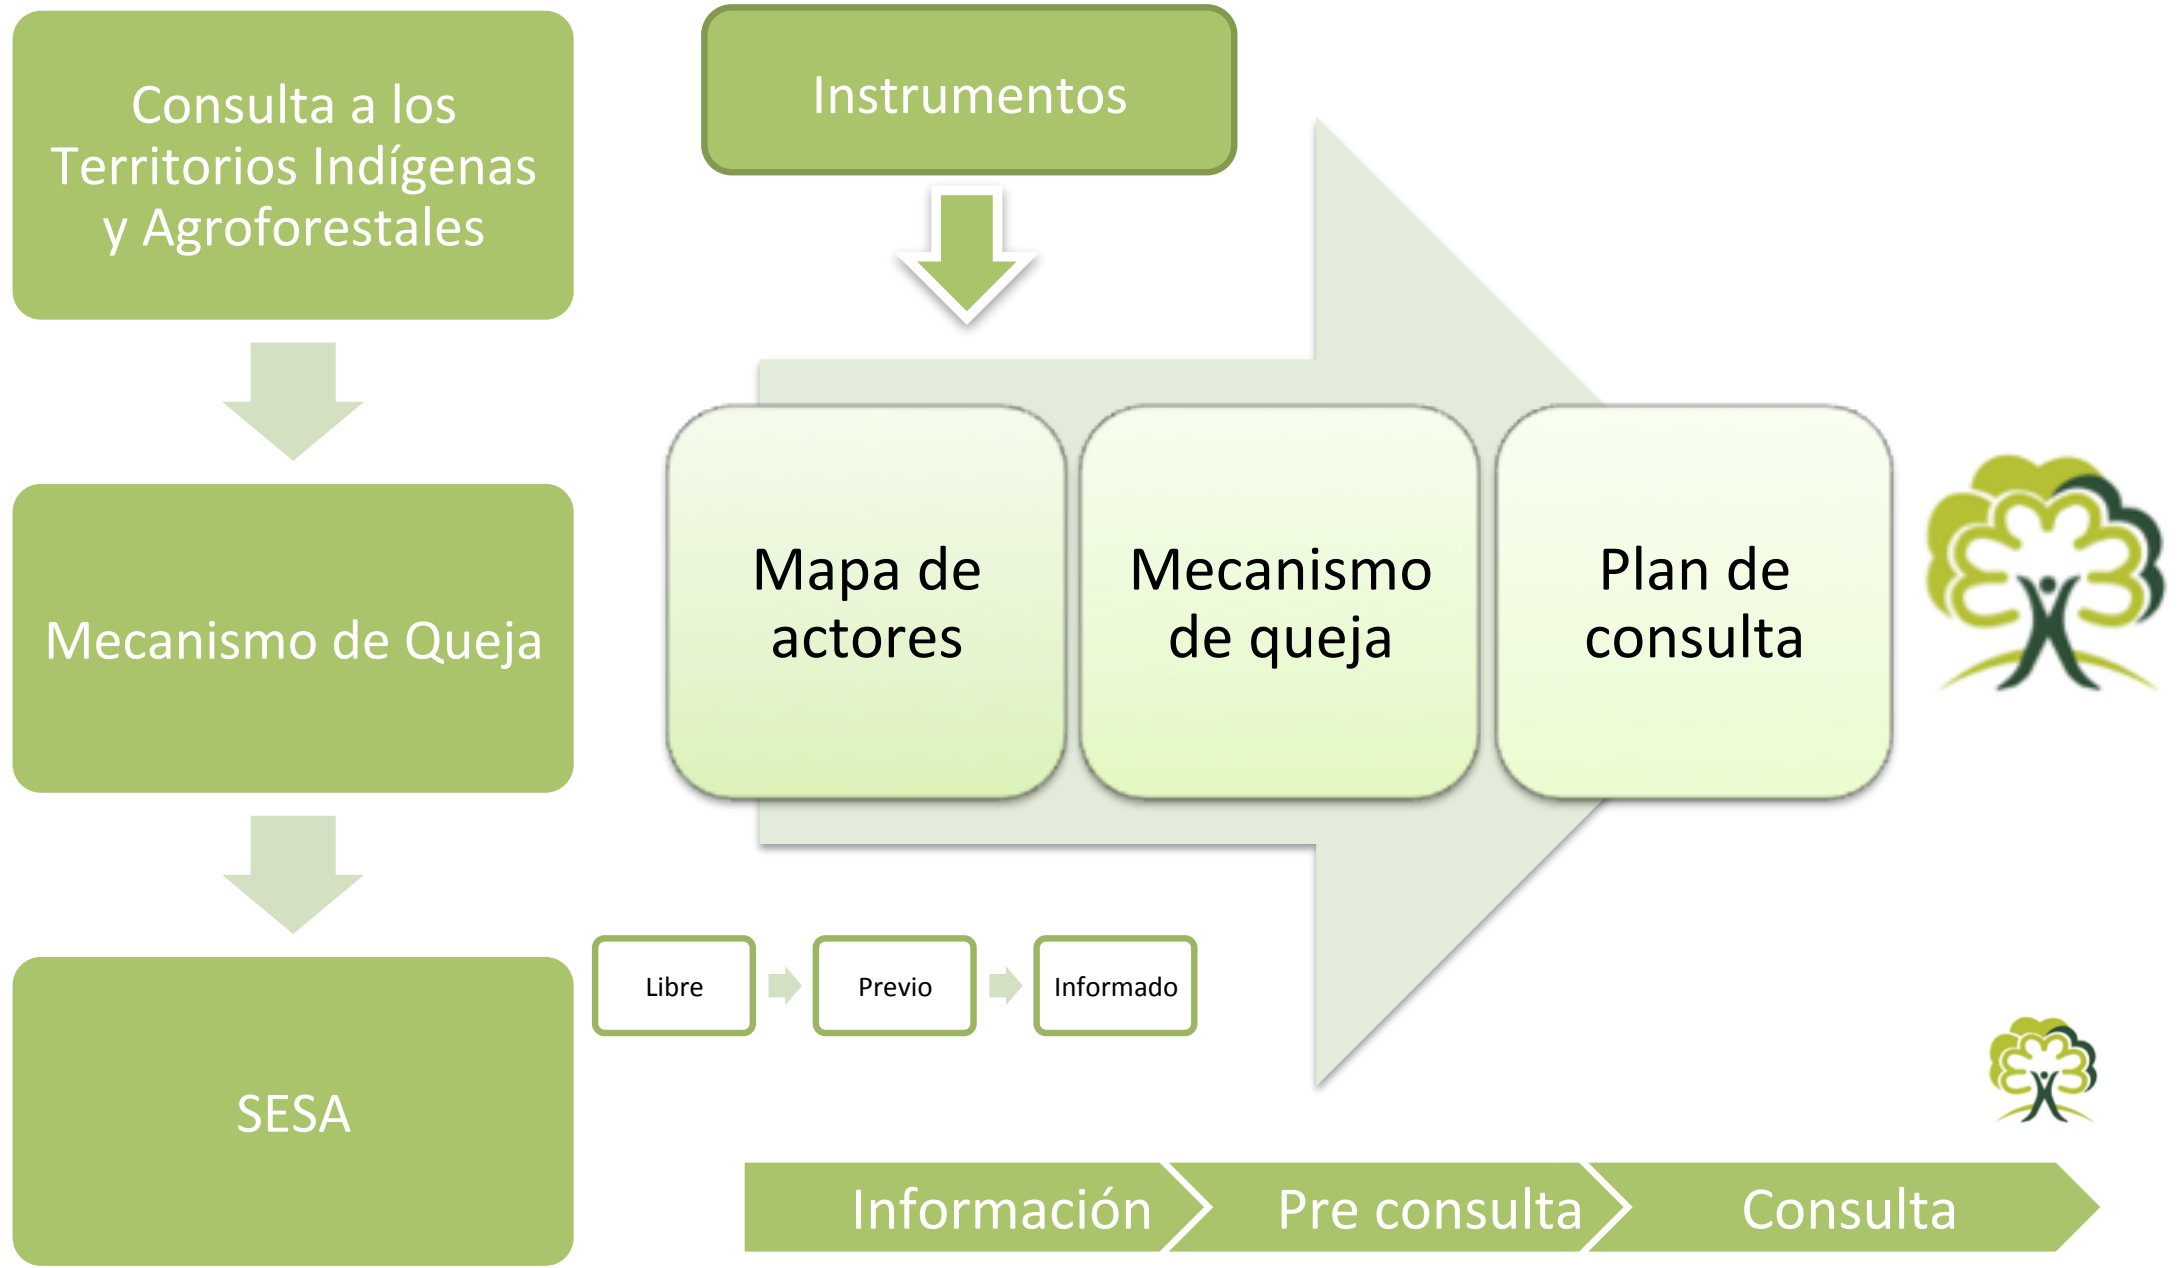 Consulta a los
Territorios Indígenas
y Agroforestales
Mecanismo de Queja
SESA
Instrumentos
Mapa de
actores
Mecanismo
de queja
Plan de
consulta
Libre
Previo
Informado
Información
Pre consulta
Consulta